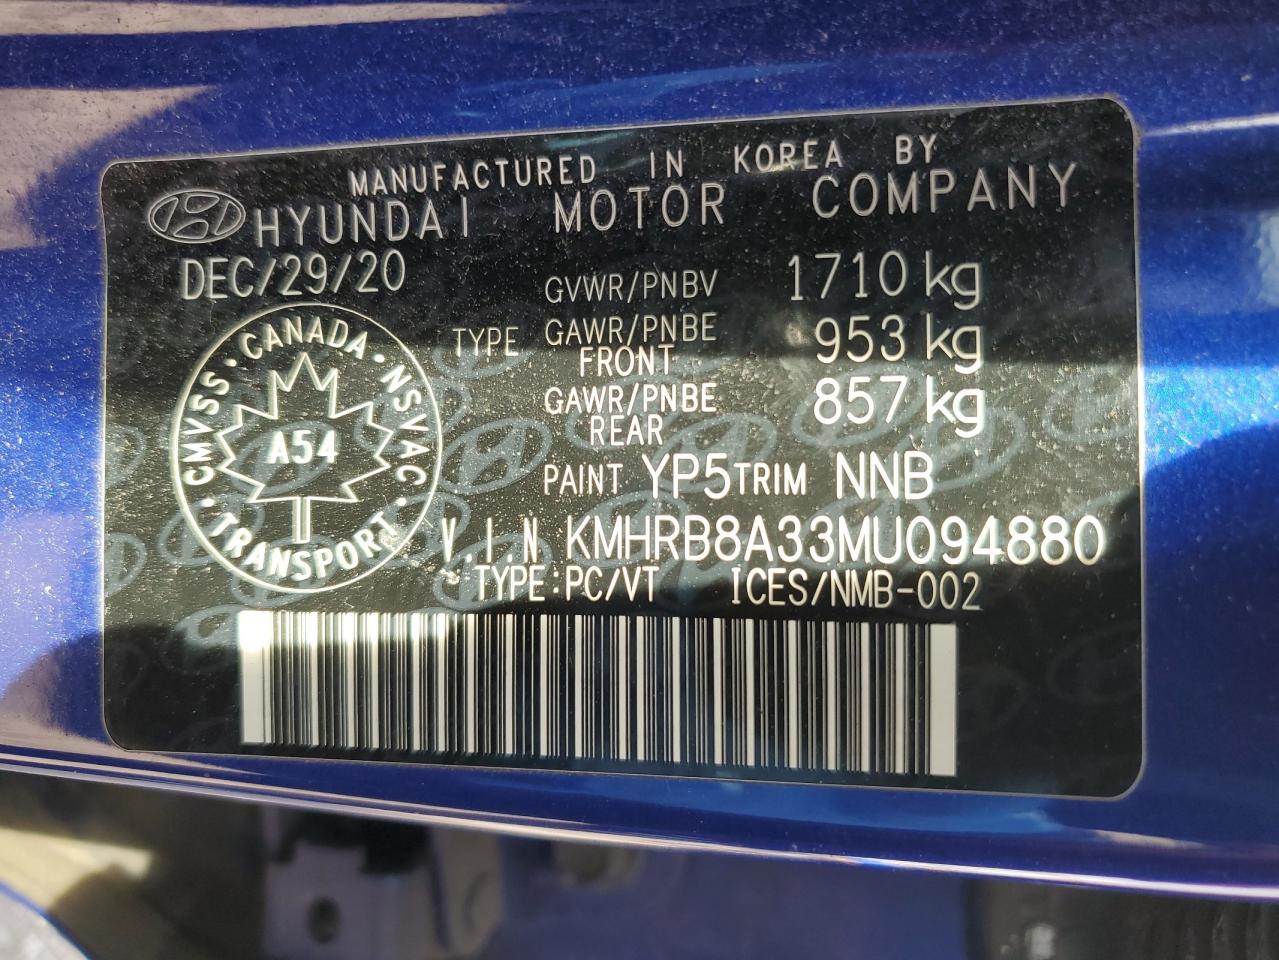 MANUFACTURED IN KOREA BY
HYUNDAI MOTOR COMPANY
DEC/29/20
GVWR/PNBV 1710 kg
TYPE GAWR/PNBE FRONT 953 kg
GAWR/PNBE REAR 857 kg
PAINT YP5 TRIM NNB
V.I.N KMHRB8A33MU094880
TYPE:PC/VT ICES/NMB-002
CANADA · NSVAC · TRANSPORT · CMVSS ·
A54